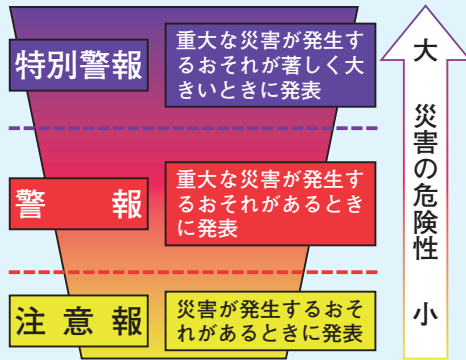 特別警報
重大な災害が発生す
るおそれが著しく大
きいときに発表
警報
重大な災害が発生す
るおそれがあるとき
に発表
注意報
災害が発生するおそ
れがあるときに発表
大 災害の危険性 小